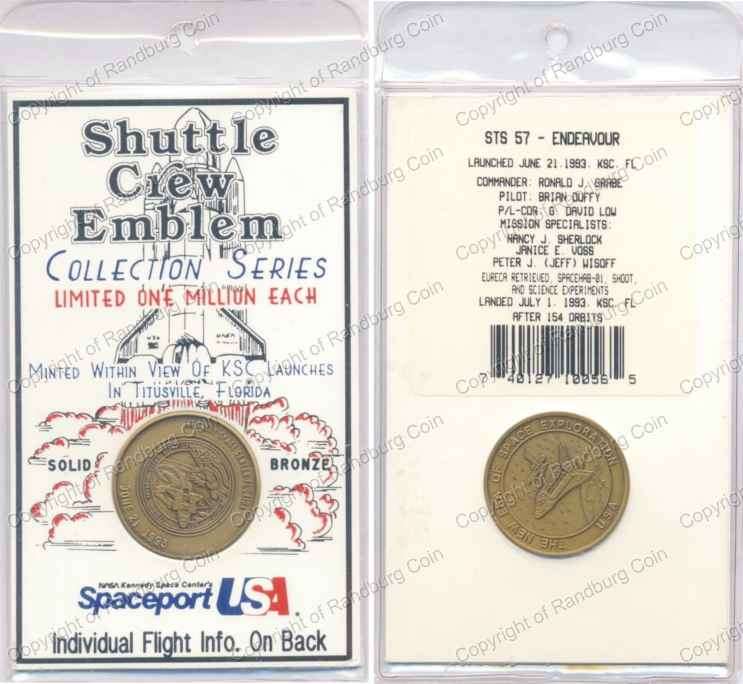 Shuttle
Crew
Emblem
COLLECTION SERIES
LIMITED ONE MILLION EACH
USA
MINTED WITHIN VIEW OF KSC LAUNCHES
IN TITUSVILLE, FLORIDA
SOLID
BRONZE
NASA Kennedy Space Center's
Spaceport USA
Individual Flight Info. On Back
STS 57 - ENDEAVOUR
LAUNCHED JUNE 21.1993. KSC. FL
COMMANDER: RONALD J. GRABE
PILOT: BRIAN DUFFY
P/L-CDR. G. DAVID LOW
MISSION SPECIALISTS:
NANCY J. SHERLOCK
JANICE E. VOSS
PETER J. (JEFF) WISOFF
EURECA RETRIEVED, SPACEHAB-01, SHOOT,
AND SCIENCE EXPERIMENTS
LANDED JULY 1. 1993. KSC. FL
AFTER 154 ORBITS
7 40127 10056 5
OF SPACE EXPLORATION
THE NEW
USA
Copyright of Randburg Coin